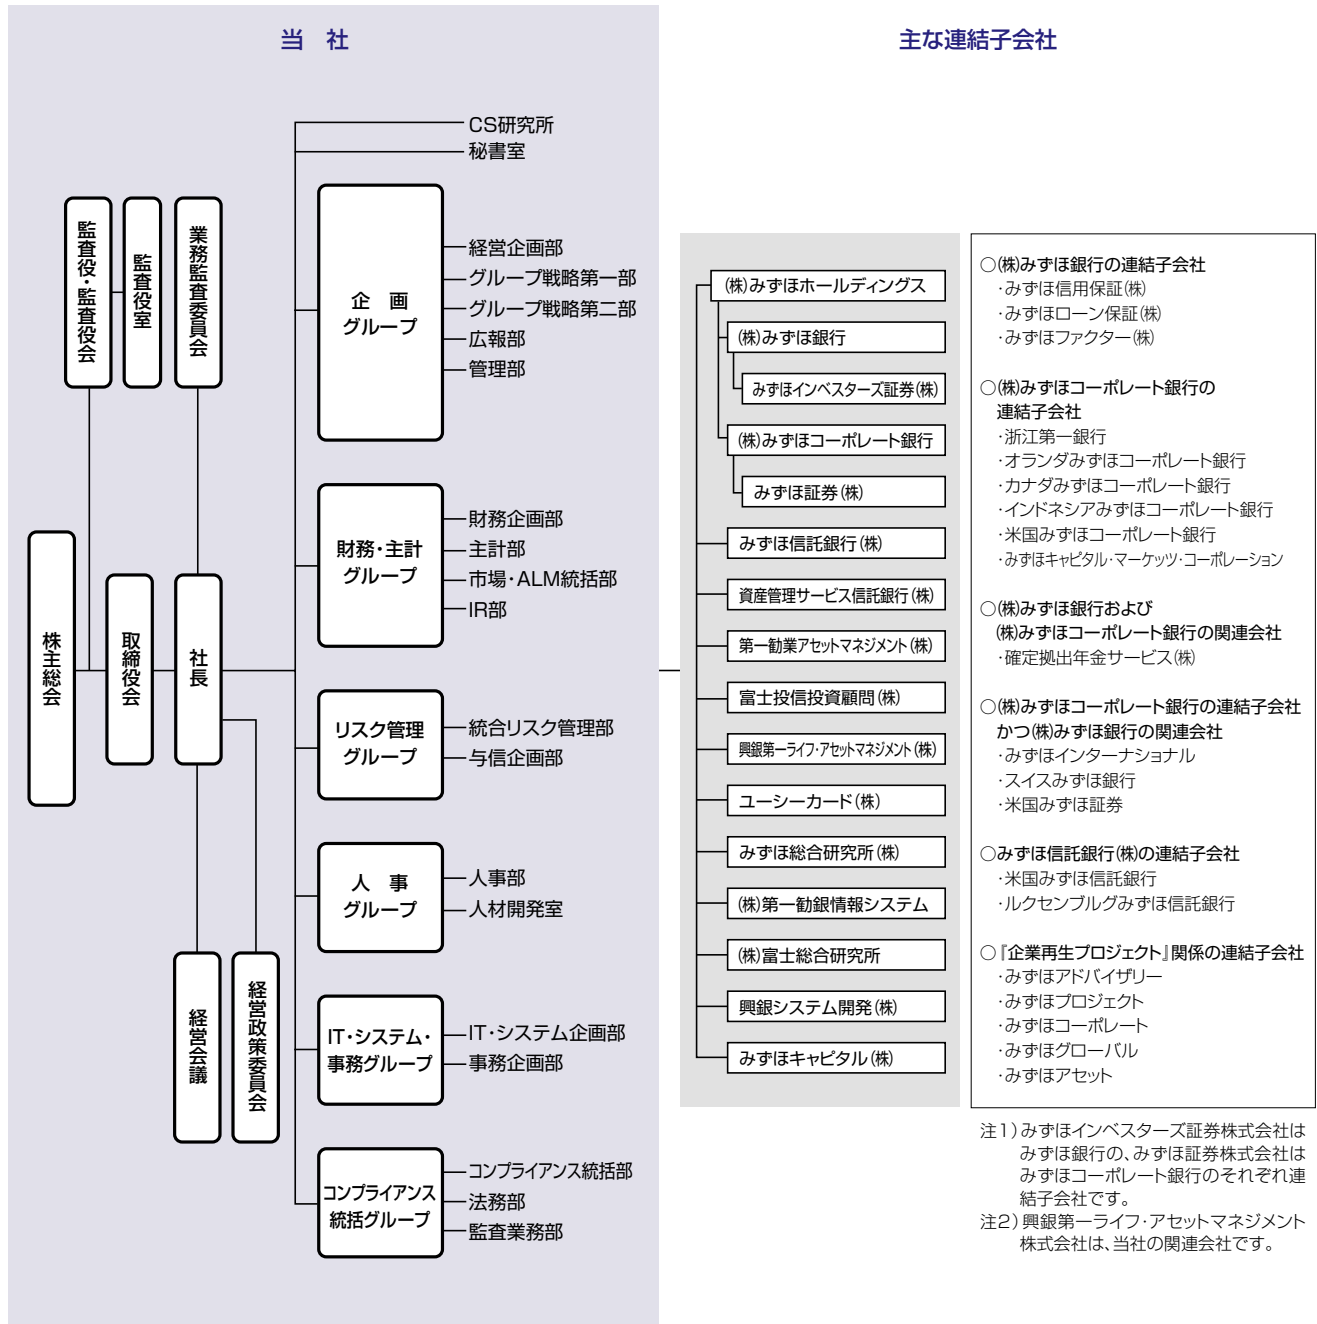 当 社
CS研究所
秘書室
監査役・監査役会
監査役室
業務監査委員会
株主総会
取締役会
社長
経営会議
経営政策委員会
企 画
グループ
経営企画部
グループ戦略第一部
グループ戦略第二部
広報部
管理部
財務・主計
グループ
財務企画部
主計部
市場・ALM統括部
IR部
リスク管理
グループ
統合リスク管理部
与信企画部
人 事
グループ
人事部
人材開発室
IT・システム・
事務グループ
IT・システム企画部
事務企画部
コンプライアンス
統括グループ
コンプライアンス統括部
法務部
監査業務部
主な連結子会社
(株)みずほホールディングス
(株)みずほ銀行
みずほインベスターズ証券(株)
(株)みずほコーポレート銀行
みずほ証券(株)
みずほ信託銀行(株)
資産管理サービス信託銀行(株)
第一勧業アセットマネジメント(株)
富士投信投資顧問(株)
興銀第一ライフ・アセットマネジメント(株)
ユーシーカード(株)
みずほ総合研究所(株)
(株)第一勧銀情報システム
(株)富士総合研究所
興銀システム開発(株)
みずほキャピタル(株)
○(株)みずほ銀行の連結子会社
・みずほ信用保証(株)
・みずほローン保証(株)
・みずほファクター(株)
○(株)みずほコーポレート銀行の
連結子会社
・浙江第一銀行
・オランダみずほコーポレート銀行
・カナダみずほコーポレート銀行
・インドネシアみずほコーポレート銀行
・米国みずほコーポレート銀行
・みずほキャピタル・マーケッツ・コーポレーション
○(株)みずほ銀行および
(株)みずほコーポレート銀行の関連会社
・確定拠出年金サービス(株)
○(株)みずほコーポレート銀行の連結子会社
かつ(株)みずほ銀行の関連会社
・みずほインターナショナル
・スイスみずほ銀行
・米国みずほ証券
○みずほ信託銀行(株)の連結子会社
・米国みずほ信託銀行
・ルクセンブルグみずほ信託銀行
○『企業再生プロジェクト』関係の連結子会社
・みずほアドバイザリー
・みずほプロジェクト
・みずほコーポレート
・みずほグローバル
・みずほアセット
注1)みずほインベスターズ証券株式会社は
みずほ銀行の、みずほ証券株式会社は
みずほコーポレート銀行のそれぞれ連
結子会社です。
注2)興銀第一ライフ・アセットマネジメント
株式会社は、当社の関連会社です。